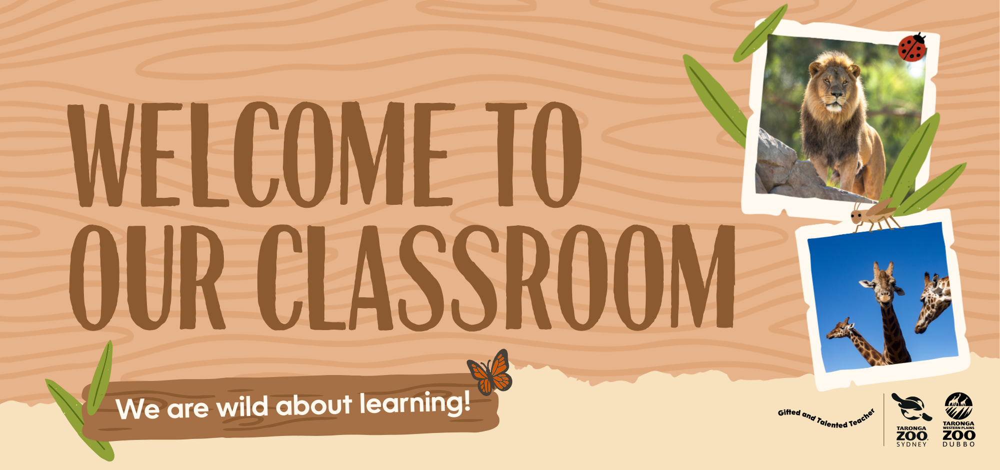 WELCOME TO
OUR CLASSROOM
We are wild about learning!
Gifted and Talented Teacher
TARONGA
ZOO
SYDNEY
TARONGA
WESTERN PLAINS
ZOO
DUBBO